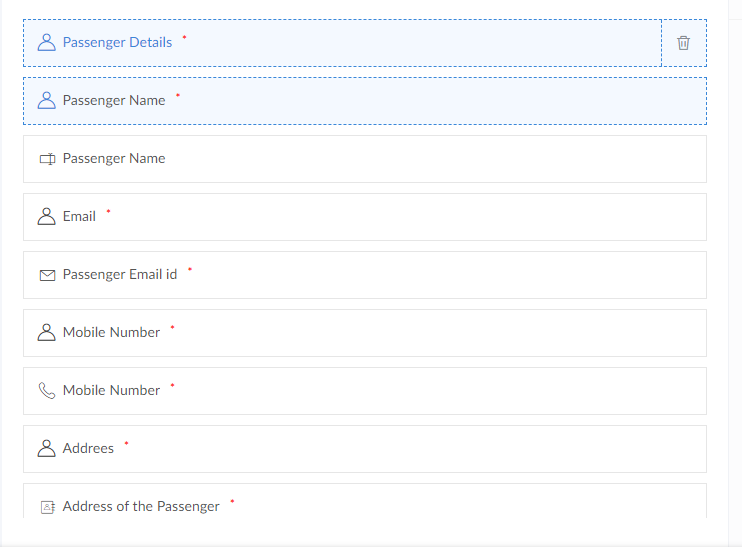 Passenger Details *
Passenger Name *
Passenger Name
Email *
Passenger Email id *
Mobile Number *
Mobile Number *
Addrees *
Address of the Passenger *